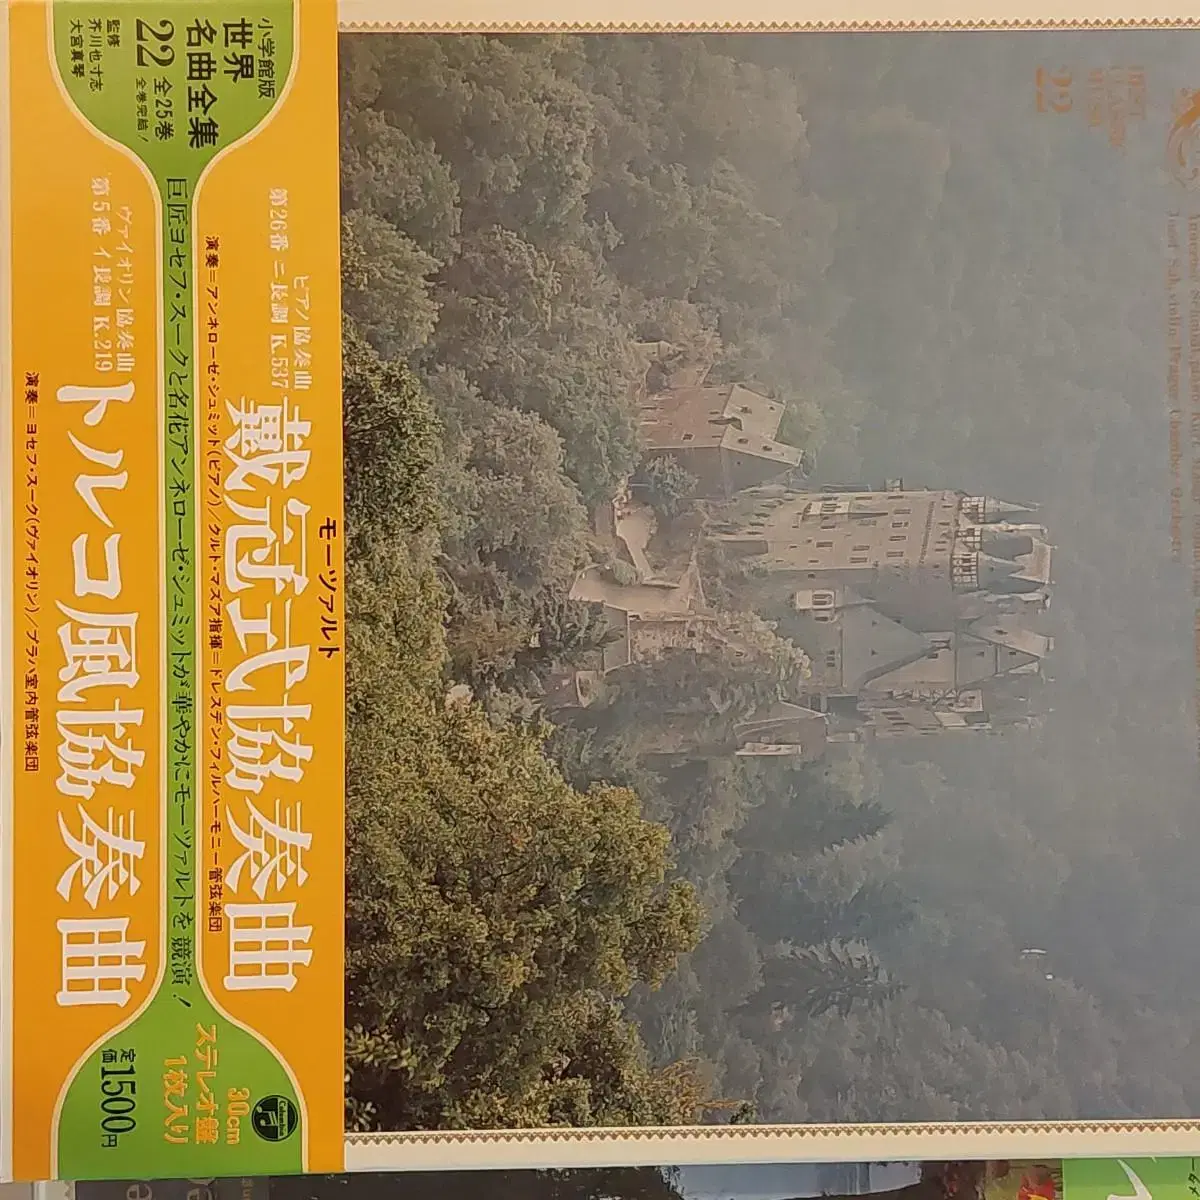 小学館版
世界
名曲全集
22
全25巻
全巻完結!
監修
芥川也寸志
大宮真琴
モーツァルト
ピアノ協奏曲
第26番 ニ長調 K.537
戴冠式協奏曲
演奏=アンネローゼ・シュミット(ピアノ)/クルト・マズア指揮=ドレスデン・フィルハーモニー管弦楽団
巨匠ヨセフ・スークと名花アンネローゼ・シュミットが華やかにモーツァルトを競演!
ヴァイオリン協奏曲
第5番 イ長調 K.219
トルコ風協奏曲
演奏=ヨセフ・スーク(ヴァイオリン)/プラハ室内管弦楽団
Columbia
30cm
ステレオ盤
1枚入り
定価1500円
22